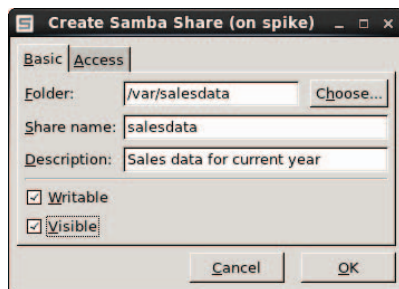 Create Samba Share (on spike)
Basic Access
Folder: /var/salesdata Choose...
Share name: salesdata
Description: Sales data for current year
Writable
Visible
Cancel OK